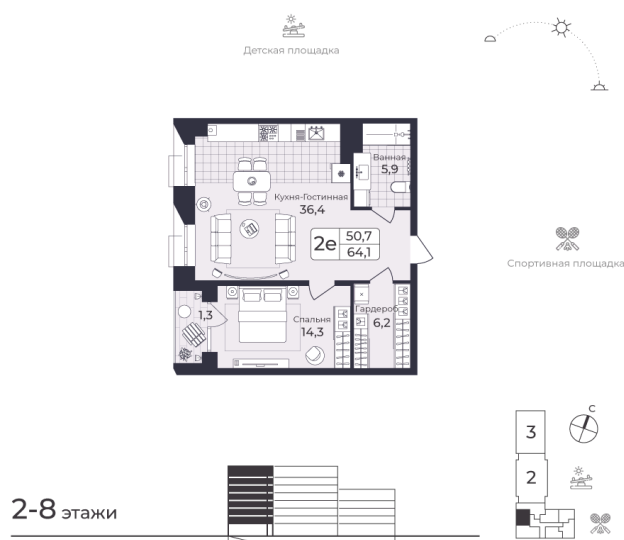 Детская площадка
Ванная
5,9
Кухня-Гостинная
36,4
2е
50,7
64,1
Спортивная площадка
1,3
Спальня
14,3
Гардероб
6,2
С
3
2
2-8 этажи